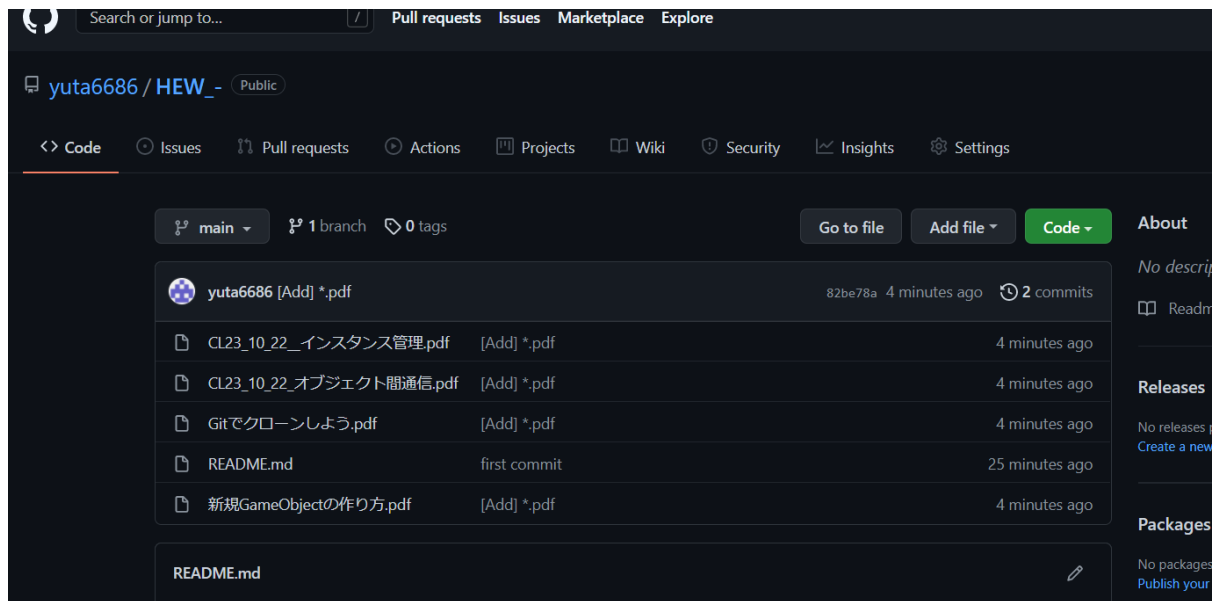 Search or jump to... /
Pull requests Issues Marketplace Explore
yuta6686 / HEW_- Public
Code Issues Pull requests Actions Projects Wiki Security Insights Settings
main 1 branch 0 tags Go to file Add file Code
yuta6686 [Add] *.pdf 82be78a 4 minutes ago 2 commits
CL23_10_22__インスタンス管理.pdf [Add] *.pdf 4 minutes ago
CL23_10_22_オブジェクト間通信.pdf [Add] *.pdf 4 minutes ago
Gitでクローンしよう.pdf [Add] *.pdf 4 minutes ago
README.md first commit 25 minutes ago
新規GameObjectの作り方.pdf [Add] *.pdf 4 minutes ago
README.md
About
No descrip
Readm
Releases
No releases p
Create a new
Packages
No packages
Publish your